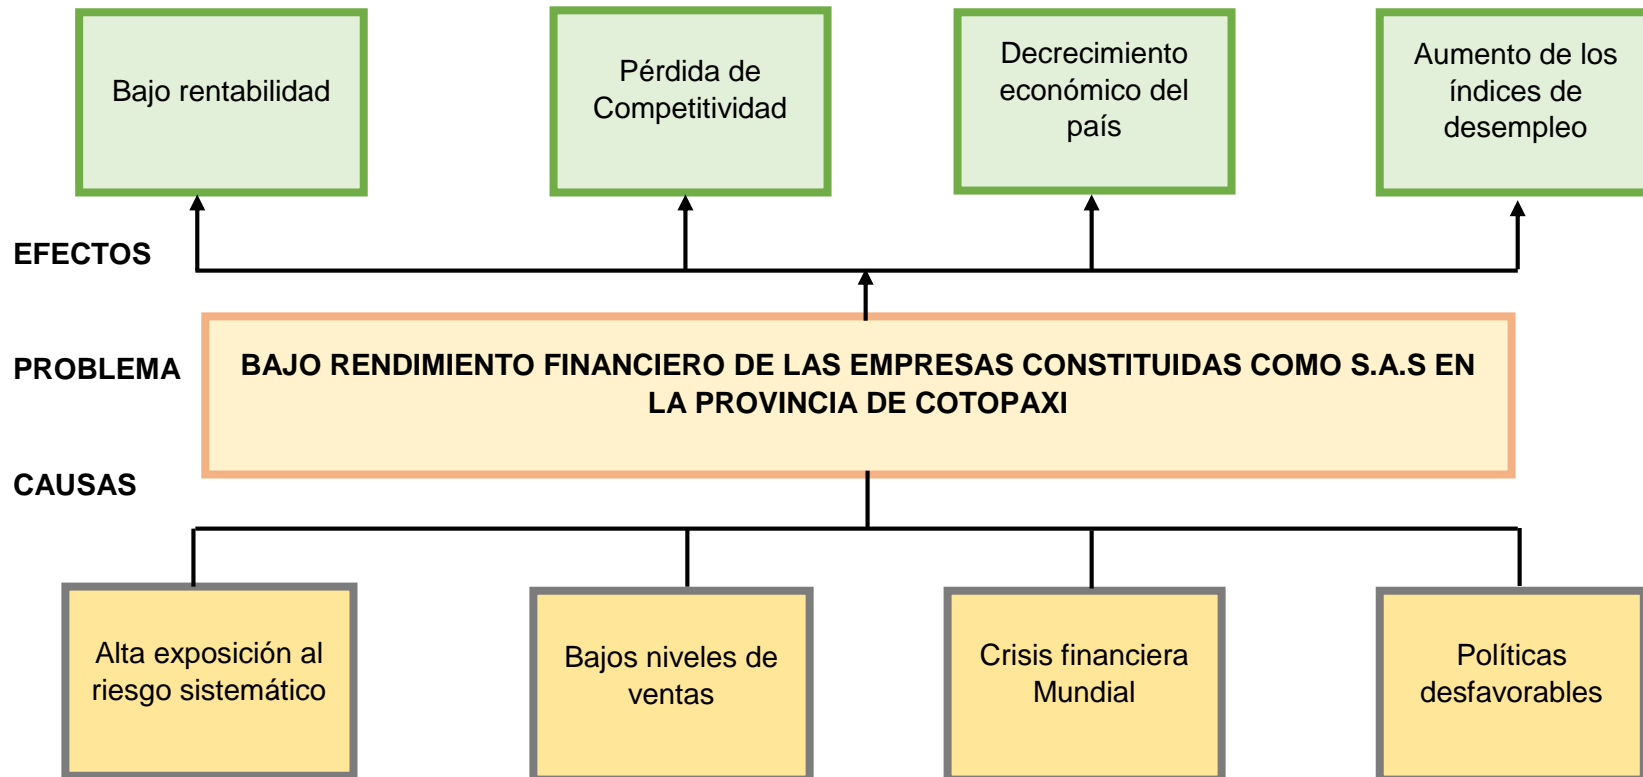 Bajo rentabilidad
Pérdida de
Competitividad
Decrecimiento
económico del
país
Aumento de los
índices de
desempleo
EFECTOS
PROBLEMA
BAJO RENDIMIENTO FINANCIERO DE LAS EMPRESAS CONSTITUIDAS COMO S.A.S EN
LA PROVINCIA DE COTOPAXI
CAUSAS
Alta exposición al
riesgo sistemático
Bajos niveles de
ventas
Crisis financiera
Mundial
Políticas
desfavorables